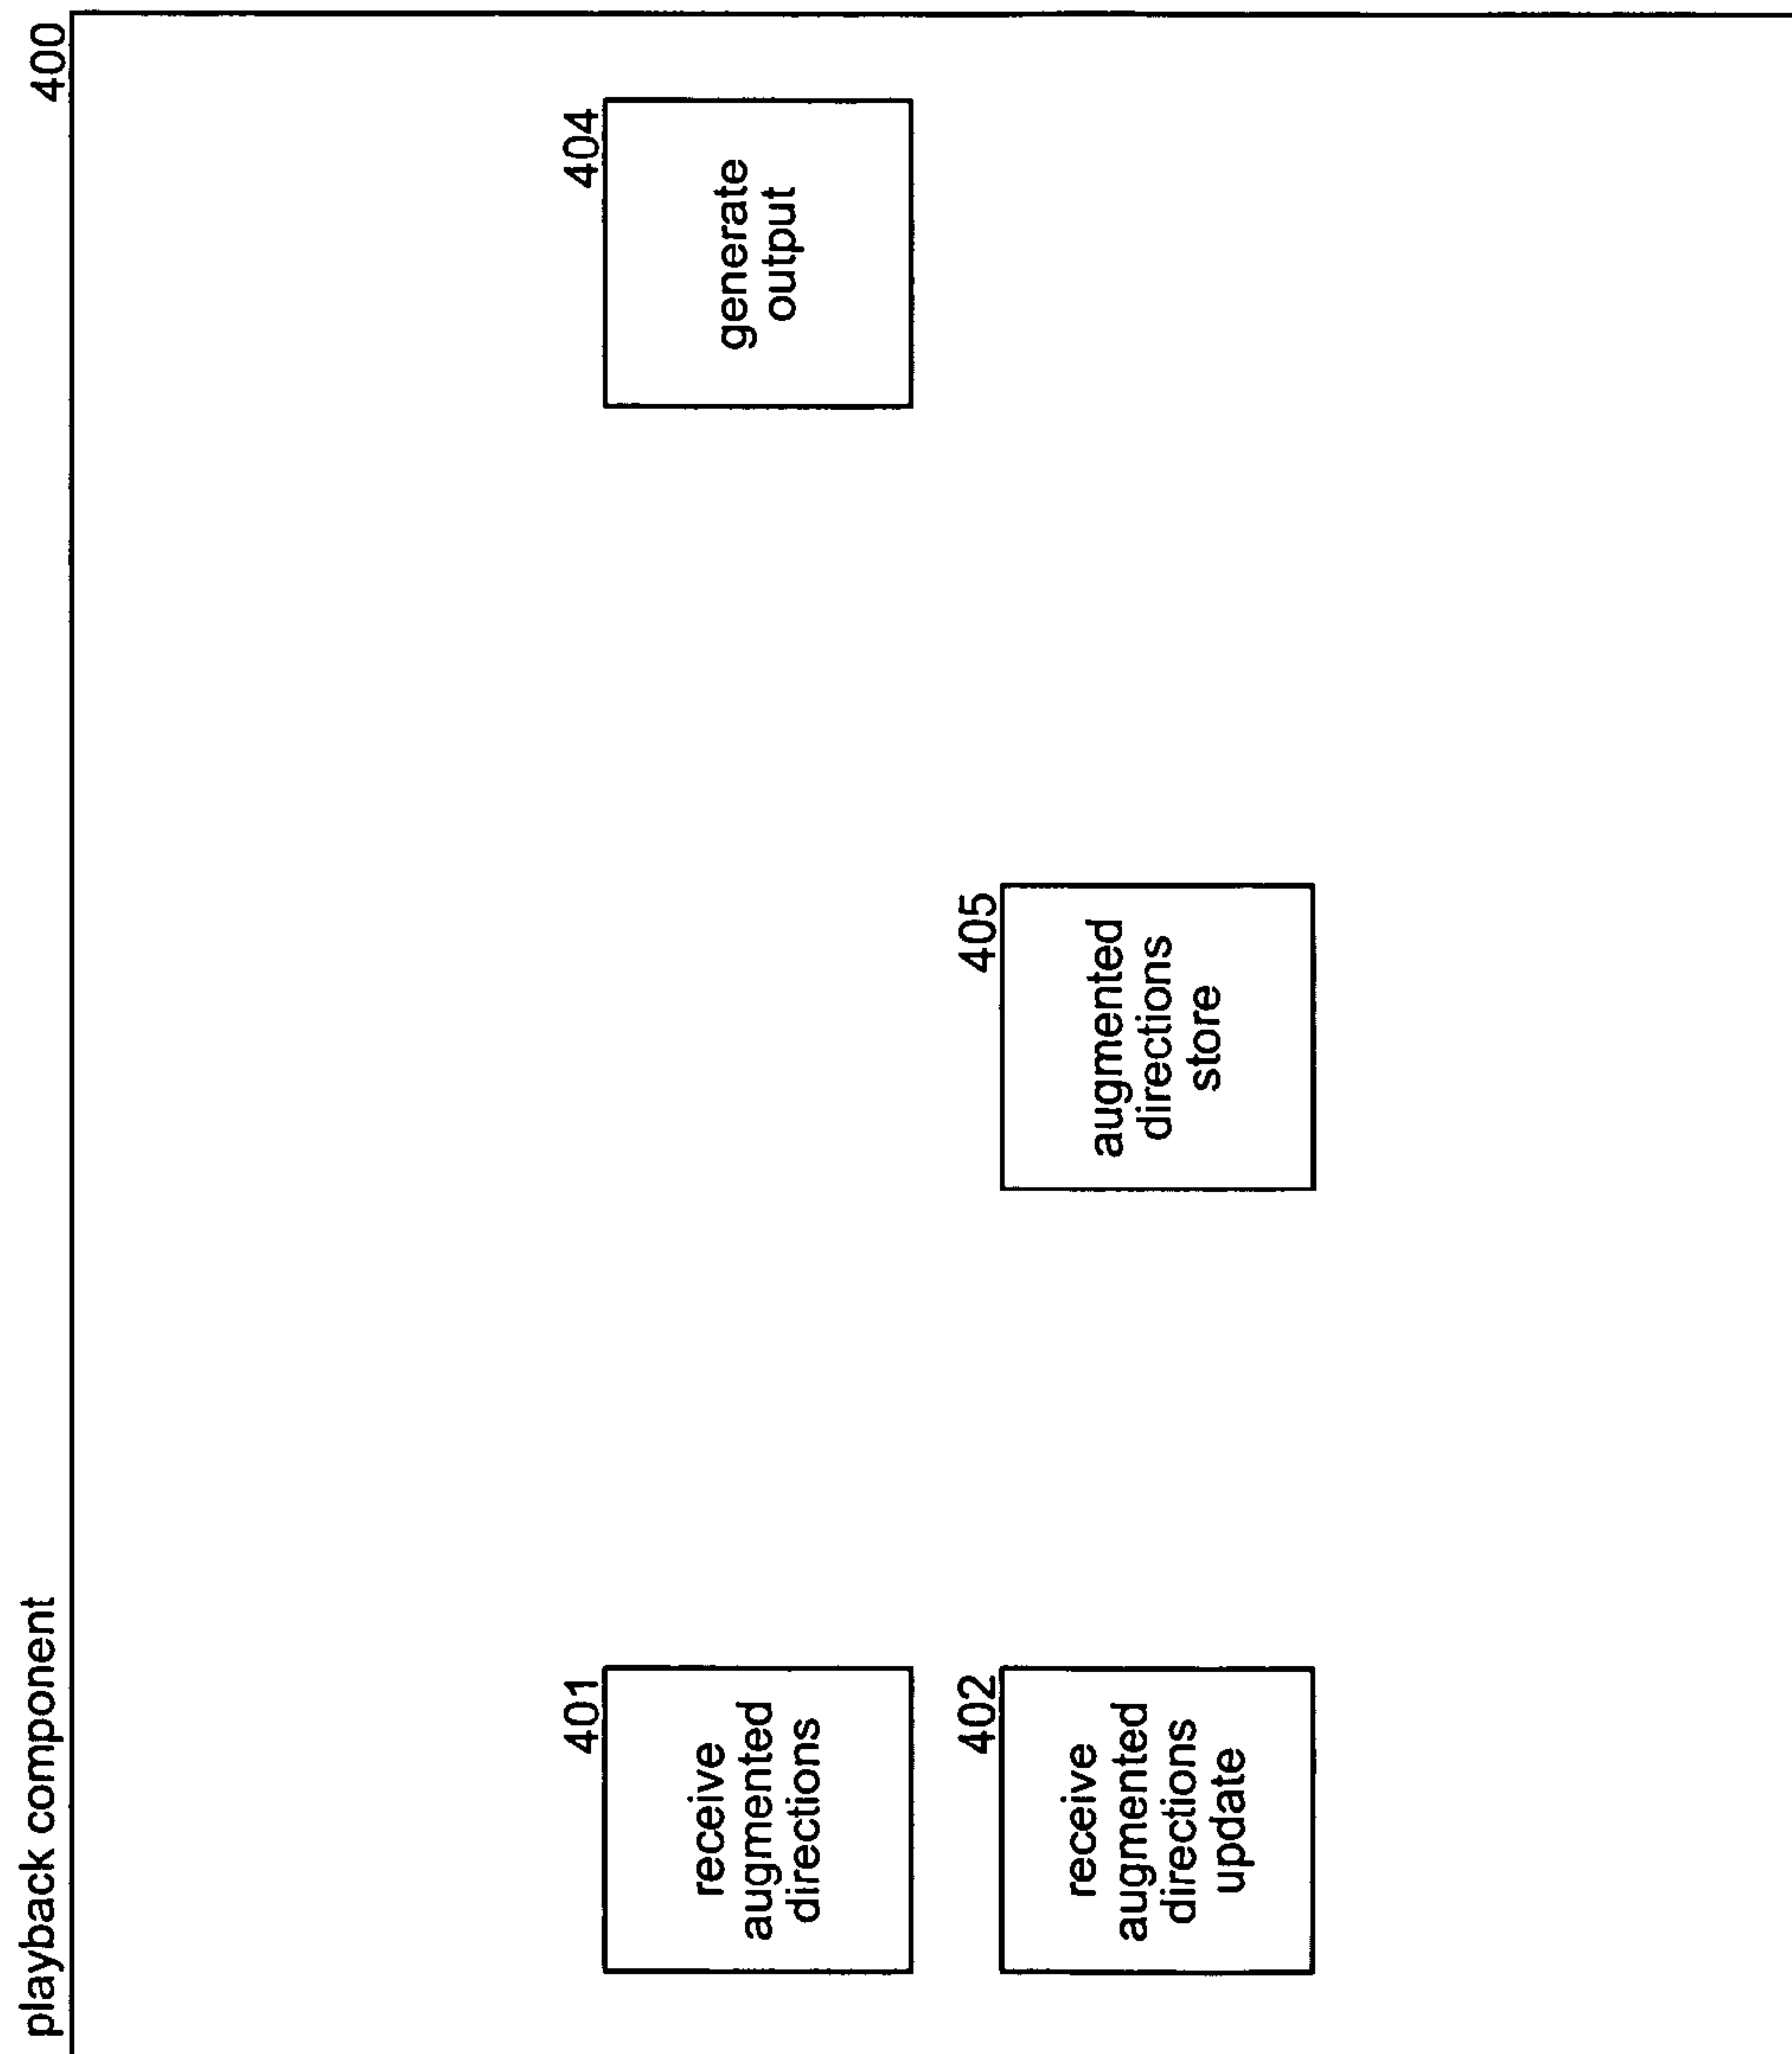 playback component
400
401
receive
augmented
directions
404
generate
output
402
receive
augmented
directions
update
405
augmented
directions
store